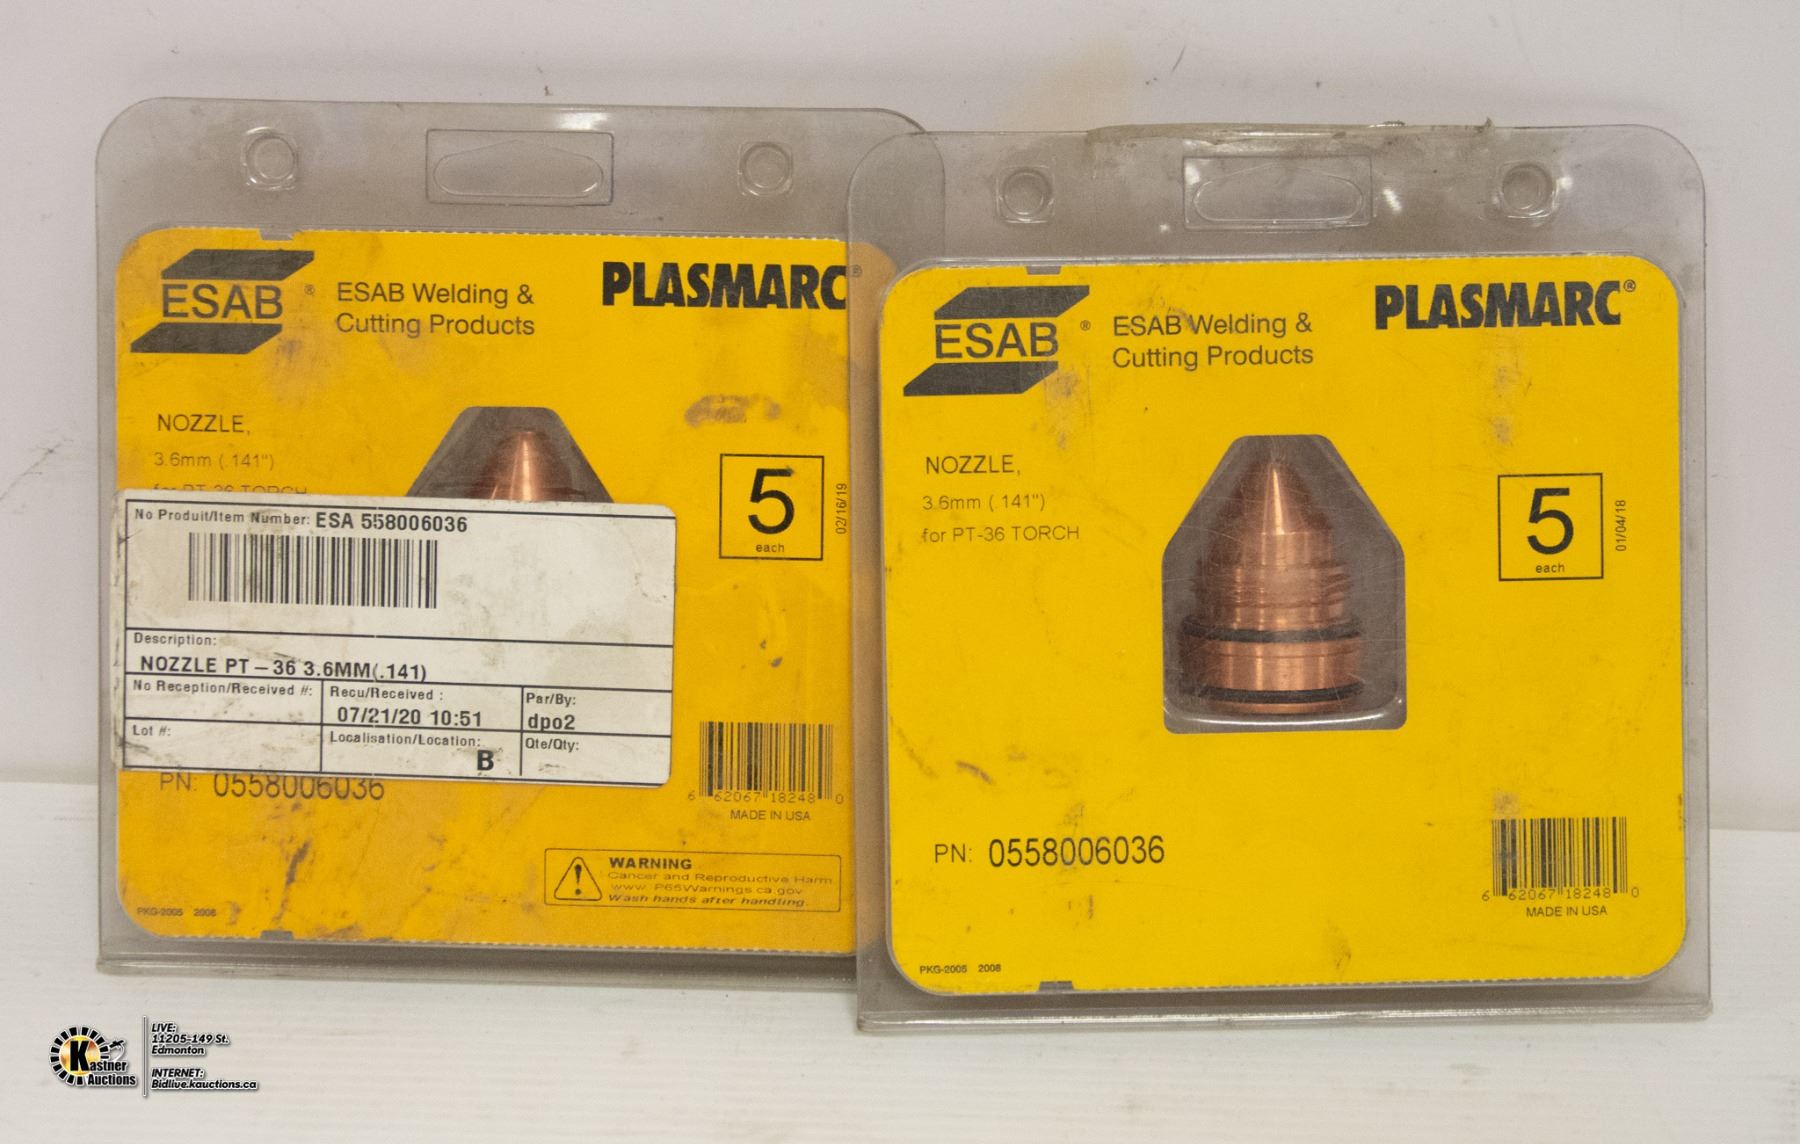 ESAB ®
ESAB Welding &
Cutting Products
PLASMARC®
NOZZLE,
3.6mm (.141")
for PT-36 TORCH
5
each
02/16/19
No Produit/Item Number: ESA 558006036
Description:
NOZZLE PT-36 3.6MM(.141)
No Reception/Received #:
Recu/Received :
07/21/20 10:51
Par/By:
dpo2
Lot #:
Localisation/Location:
B
Qte/Qty:
PN: 0558006036
6 62067 18248 0
MADE IN USA
WARNING
Cancer and Reproductive Harm
www.P65Warnings.ca.gov
Wash hands after handling.
PKG-2005 2008
ESAB ®
ESAB Welding &
Cutting Products
PLASMARC®
NOZZLE,
3.6mm (.141")
for PT-36 TORCH
5
each
01/04/18
PN: 0558006036
6 62067 18248 0
MADE IN USA
PKG-2005 2008
Kastner
Auctions
LIVE:
11205-149 St.
Edmonton
INTERNET:
Bidlive.kauctions.ca